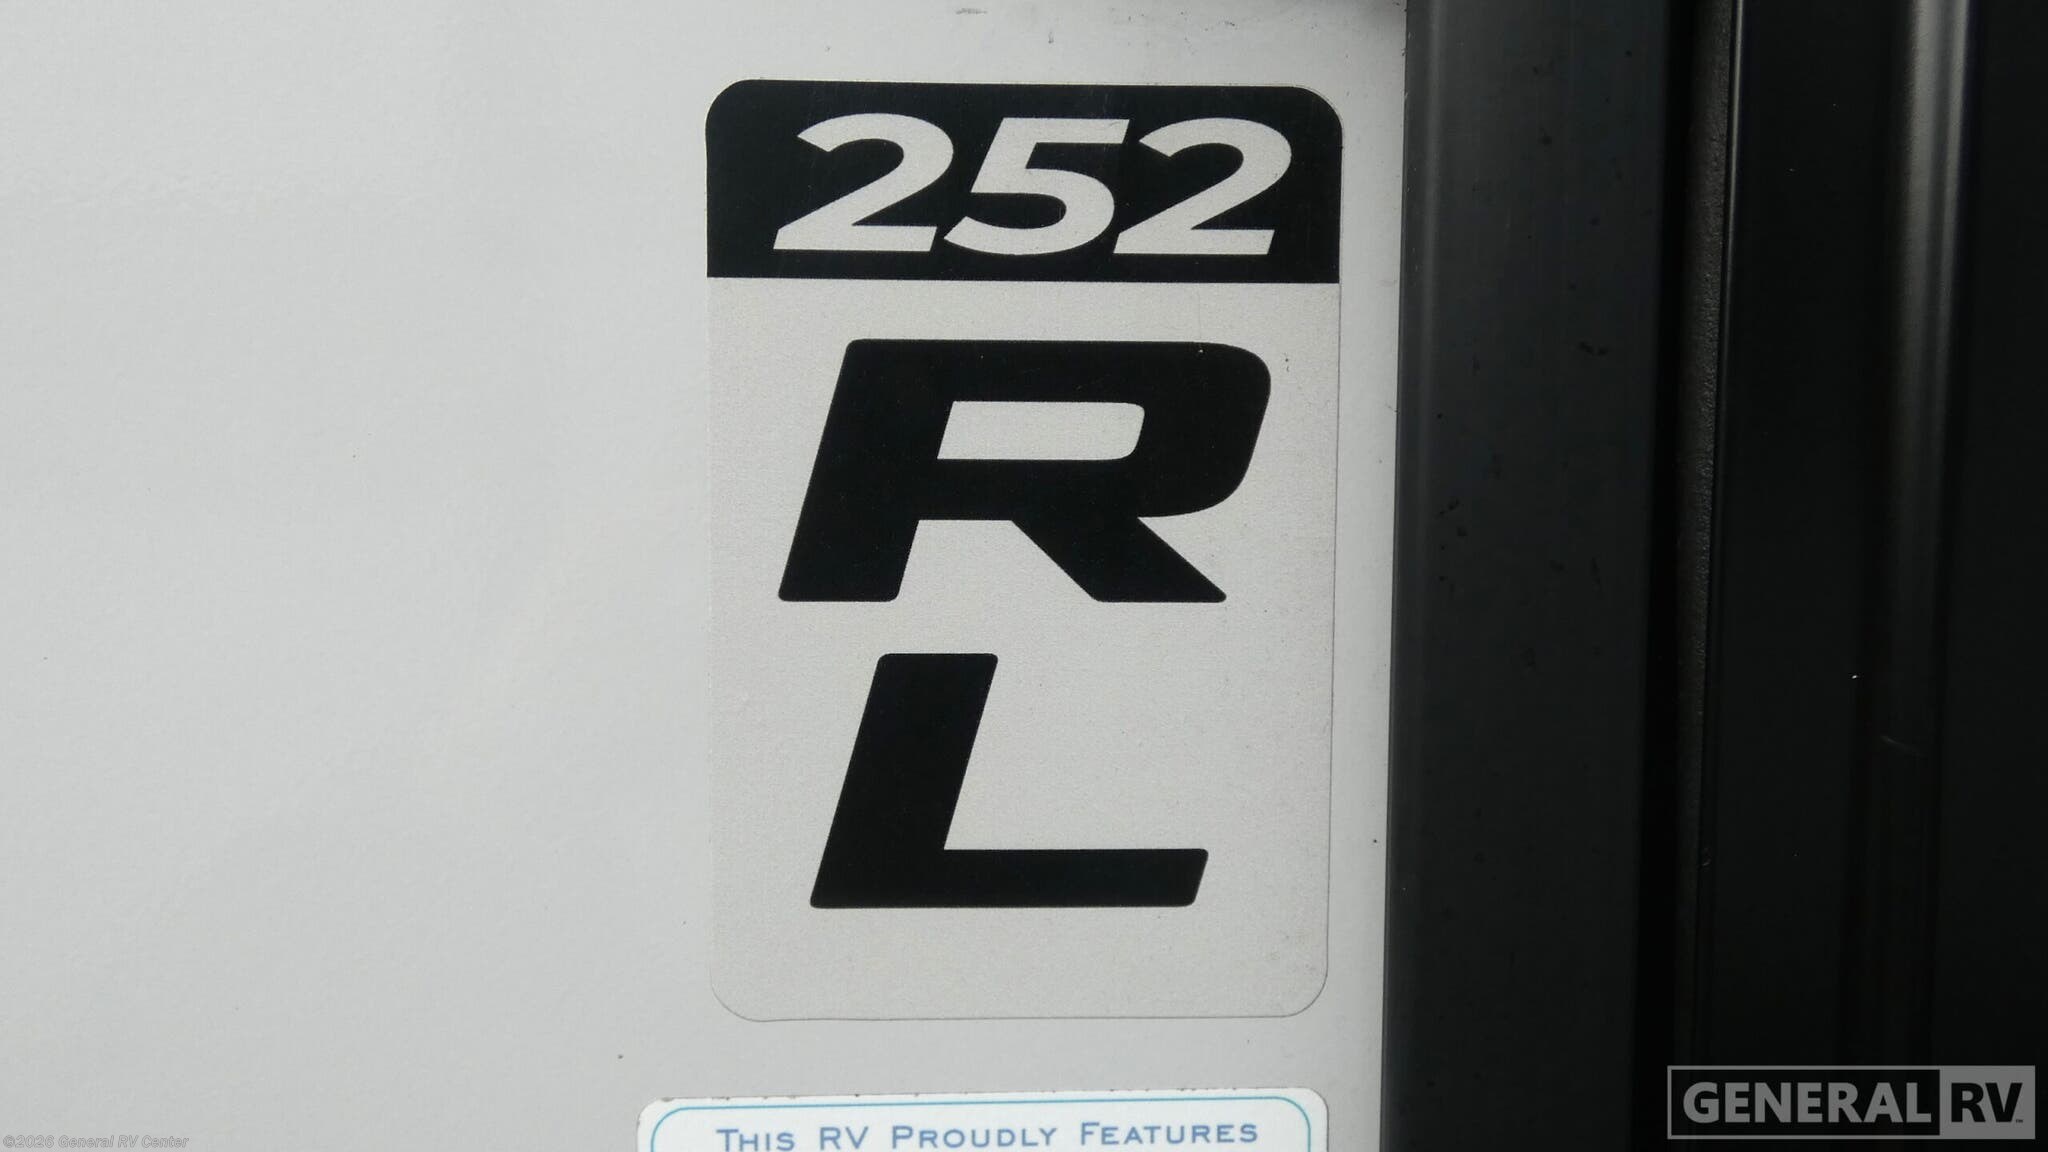 252
R
L
THIS RV PROUDLY FEATURES
GENERAL RV
©2026 General RV Center